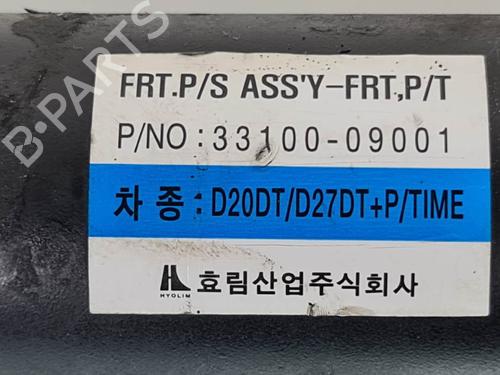 B-PARTS
FRT.P/S ASS'Y-FRT,P/T
P/NO : 33100-09001
차 종 : D20DT/D27DT+P/TIME
HYOLIM 효림산업주식회사